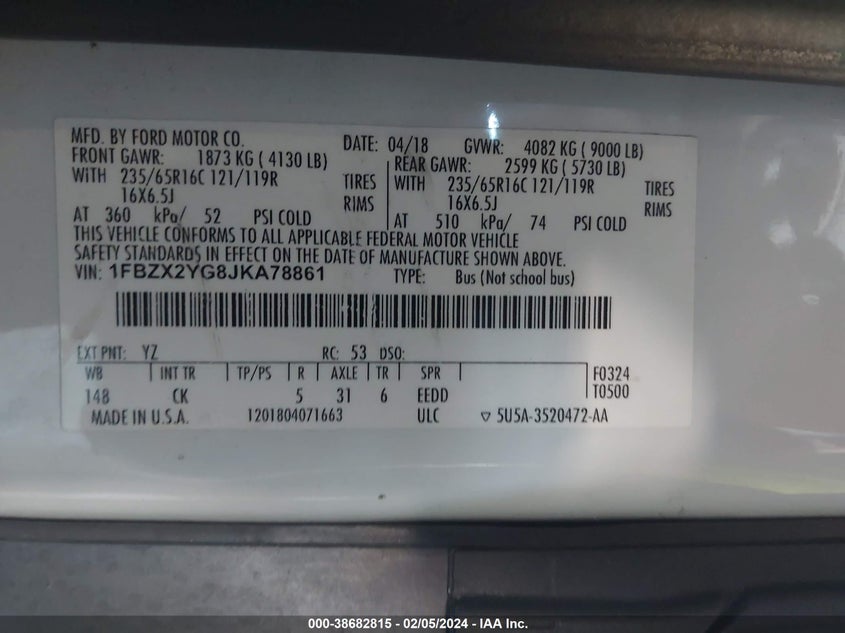 MFD. BY FORD MOTOR CO. DATE: 04/18 GVWR: 4082 KG ( 9000 LB)
FRONT GAWR: 1873 KG ( 4130 LB) REAR GAWR: 2599 KG ( 5730 LB)
WITH 235/65R16C 121/119R TIRES WITH 235/65R16C 121/119R TIRES
16X6.5J RIMS 16X6.5J RIMS
AT 360 kPa/ 52 PSI COLD AT 510 kPa/ 74 PSI COLD
THIS VEHICLE CONFORMS TO ALL APPLICABLE FEDERAL MOTOR VEHICLE
SAFETY STANDARDS IN EFFECT ON THE DATE OF MANUFACTURE SHOWN ABOVE.
VIN: 1FBZX2YG8JKA78861 TYPE: Bus (Not school bus)
EXT PNT: YZ RC: 53 DSO:
WB INT TR TP/PS R AXLE TR SPR F0324
148 CK 5 31 6 EEDD T0500
MADE IN U.S.A. 1201804071663 ULC ▽ 5U5A-3520472-AA
000-38682815 - 02/05/2024 - IAA Inc.